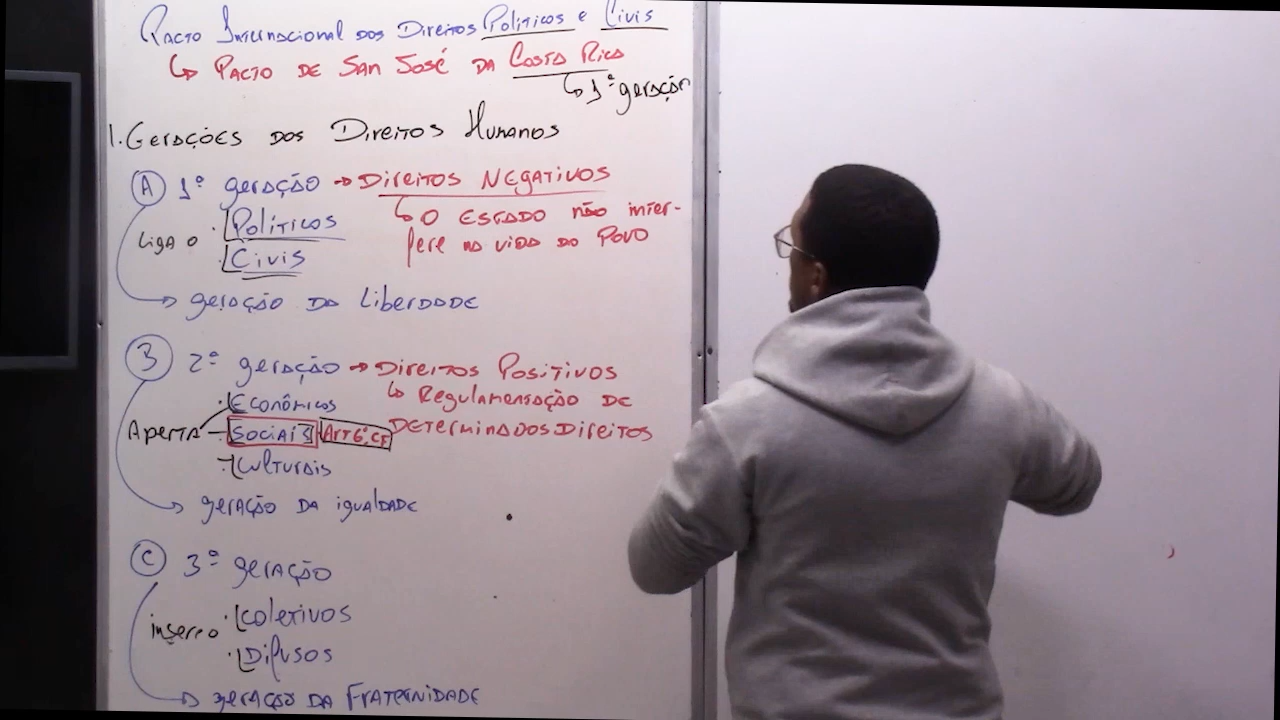 Pacto Internacional dos Direitos Políticos e Civis
↳ Pacto de San José da Costa Rica
↳ 1ª geração
1. Gerações dos Direitos Humanos
A 1ª geração → Direitos Negativos
Liga o · Políticos ↳ O Estado não inter-
· Civis fere na vida do Povo
→ geração da Liberdade
B 2ª geração → Direitos Positivos
· Econômicos ↳ Regulamentação de
Aperta - Sociais Art 6º, CF Determinados Direitos
· Culturais
→ geração da igualdade
C 3ª geração
· Coletivos
inserno
· Difusos
→ geração da Fraternidade